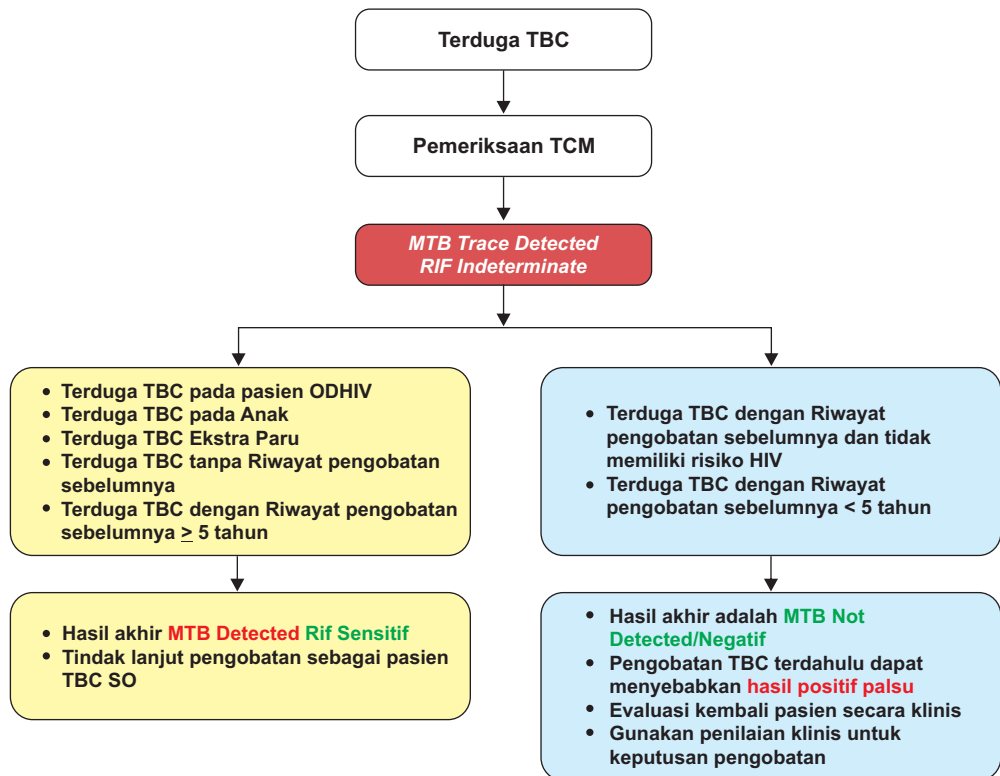 Terduga TBC
Pemeriksaan TCM
MTB Trace Detected
RIF Indeterminate
• Terduga TBC pada pasien ODHIV
• Terduga TBC pada Anak
• Terduga TBC Ekstra Paru
• Terduga TBC tanpa Riwayat pengobatan
sebelumnya
• Terduga TBC dengan Riwayat pengobatan
sebelumnya ≥ 5 tahun
• Terduga TBC dengan Riwayat
pengobatan sebelumnya dan tidak
memiliki risiko HIV
• Terduga TBC dengan Riwayat
pengobatan sebelumnya < 5 tahun
• Hasil akhir MTB Detected Rif Sensitif
• Tindak lanjut pengobatan sebagai pasien
TBC SO
• Hasil akhir adalah MTB Not
Detected/Negatif
• Pengobatan TBC terdahulu dapat
menyebabkan hasil positif palsu
• Evaluasi kembali pasien secara klinis
• Gunakan penilaian klinis untuk
keputusan pengobatan